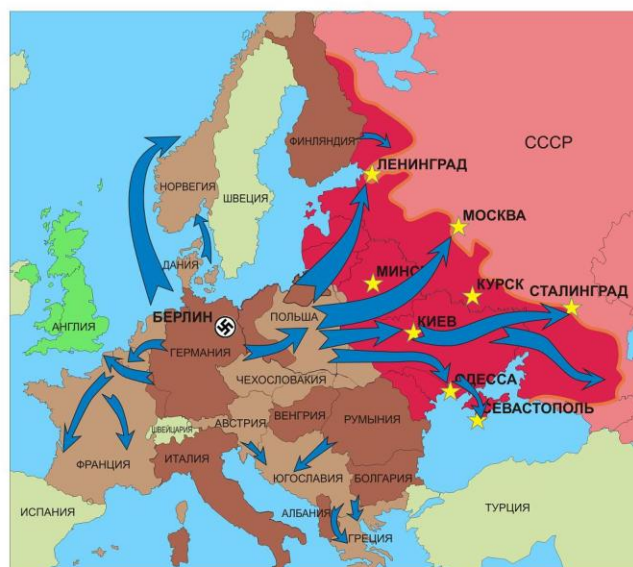 СССР
ФИНЛЯНДИЯ
ЛЕНИНГРАД
НОРВЕГИЯ
ШВЕЦИЯ
МОСКВА
ДАНИЯ
МИНСК
КУРСК
СТАЛИНГРАД
БЕРЛИН
ПОЛЬША
КИЕВ
АНГЛИЯ
ГЕРМАНИЯ
ЧЕХОСЛОВАКИЯ
ОДЕССА
СЕВАСТОПОЛЬ
АВСТРИЯ
ВЕНГРИЯ
РУМЫНИЯ
ШВЕЙЦАРИЯ
ФРАНЦИЯ
ИТАЛИЯ
ЮГОСЛАВИЯ
БОЛГАРИЯ
ИСПАНИЯ
АЛБАНИЯ
ТУРЦИЯ
ГРЕЦИЯ